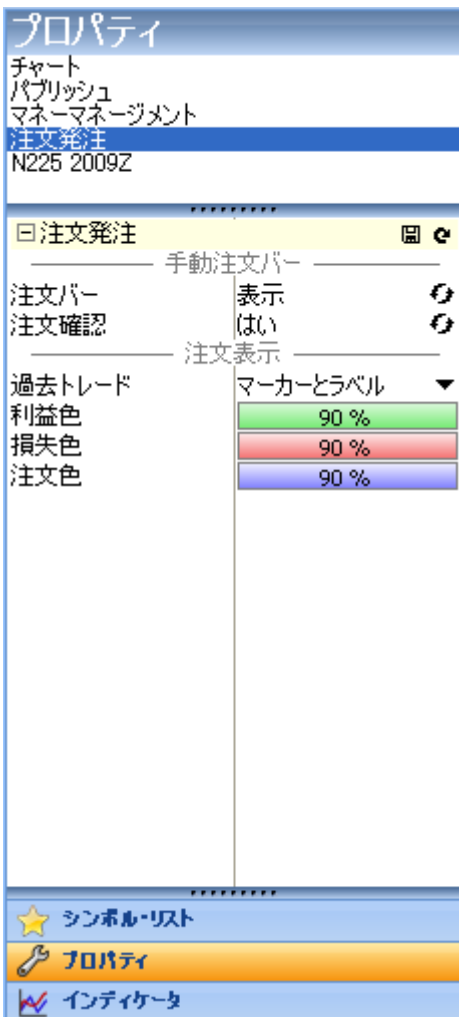 プロパティ
チャート
パブリッシュ
マネーマネージメント
注文発注
N225 2009Z
注文発注
手動注文バー
注文バー 表示
注文確認 はい
注文表示
過去トレード マーカーとラベル
利益色 90 %
損失色 90 %
注文色 90 %
シンボル・リスト
プロパティ
インディケータ